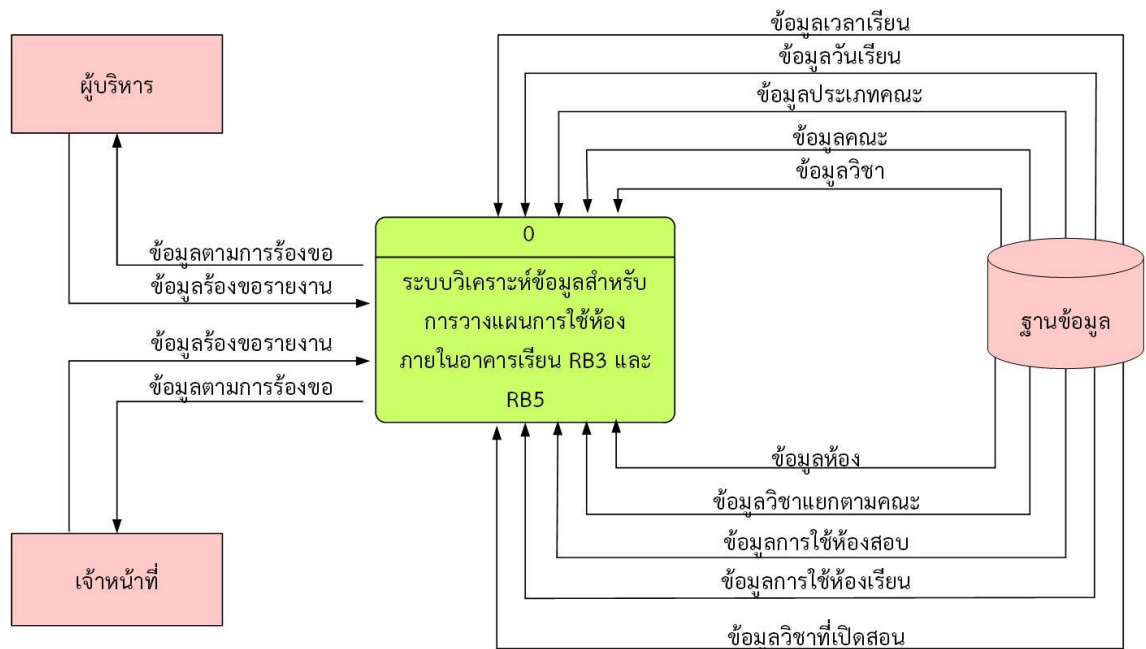 ข้อมูลเวลาเรียน
ข้อมูลวันเรียน
ข้อมูลประเภทคณะ
ข้อมูลคณะ
ข้อมูลวิชา
ผู้บริหาร
ข้อมูลตามการร้องขอ
ข้อมูลร้องขอรายงาน
ข้อมูลร้องขอรายงาน
ข้อมูลตามการร้องขอ
0
ระบบวิเคราะห์ข้อมูลสำหรับ
การวางแผนการใช้ห้อง
ภายในอาคารเรียน RB3 และ
RB5
ฐานข้อมูล
ข้อมูลห้อง
ข้อมูลวิชาแยกตามคณะ
ข้อมูลการใช้ห้องสอบ
ข้อมูลการใช้ห้องเรียน
ข้อมูลวิชาที่เปิดสอน
เจ้าหน้าที่